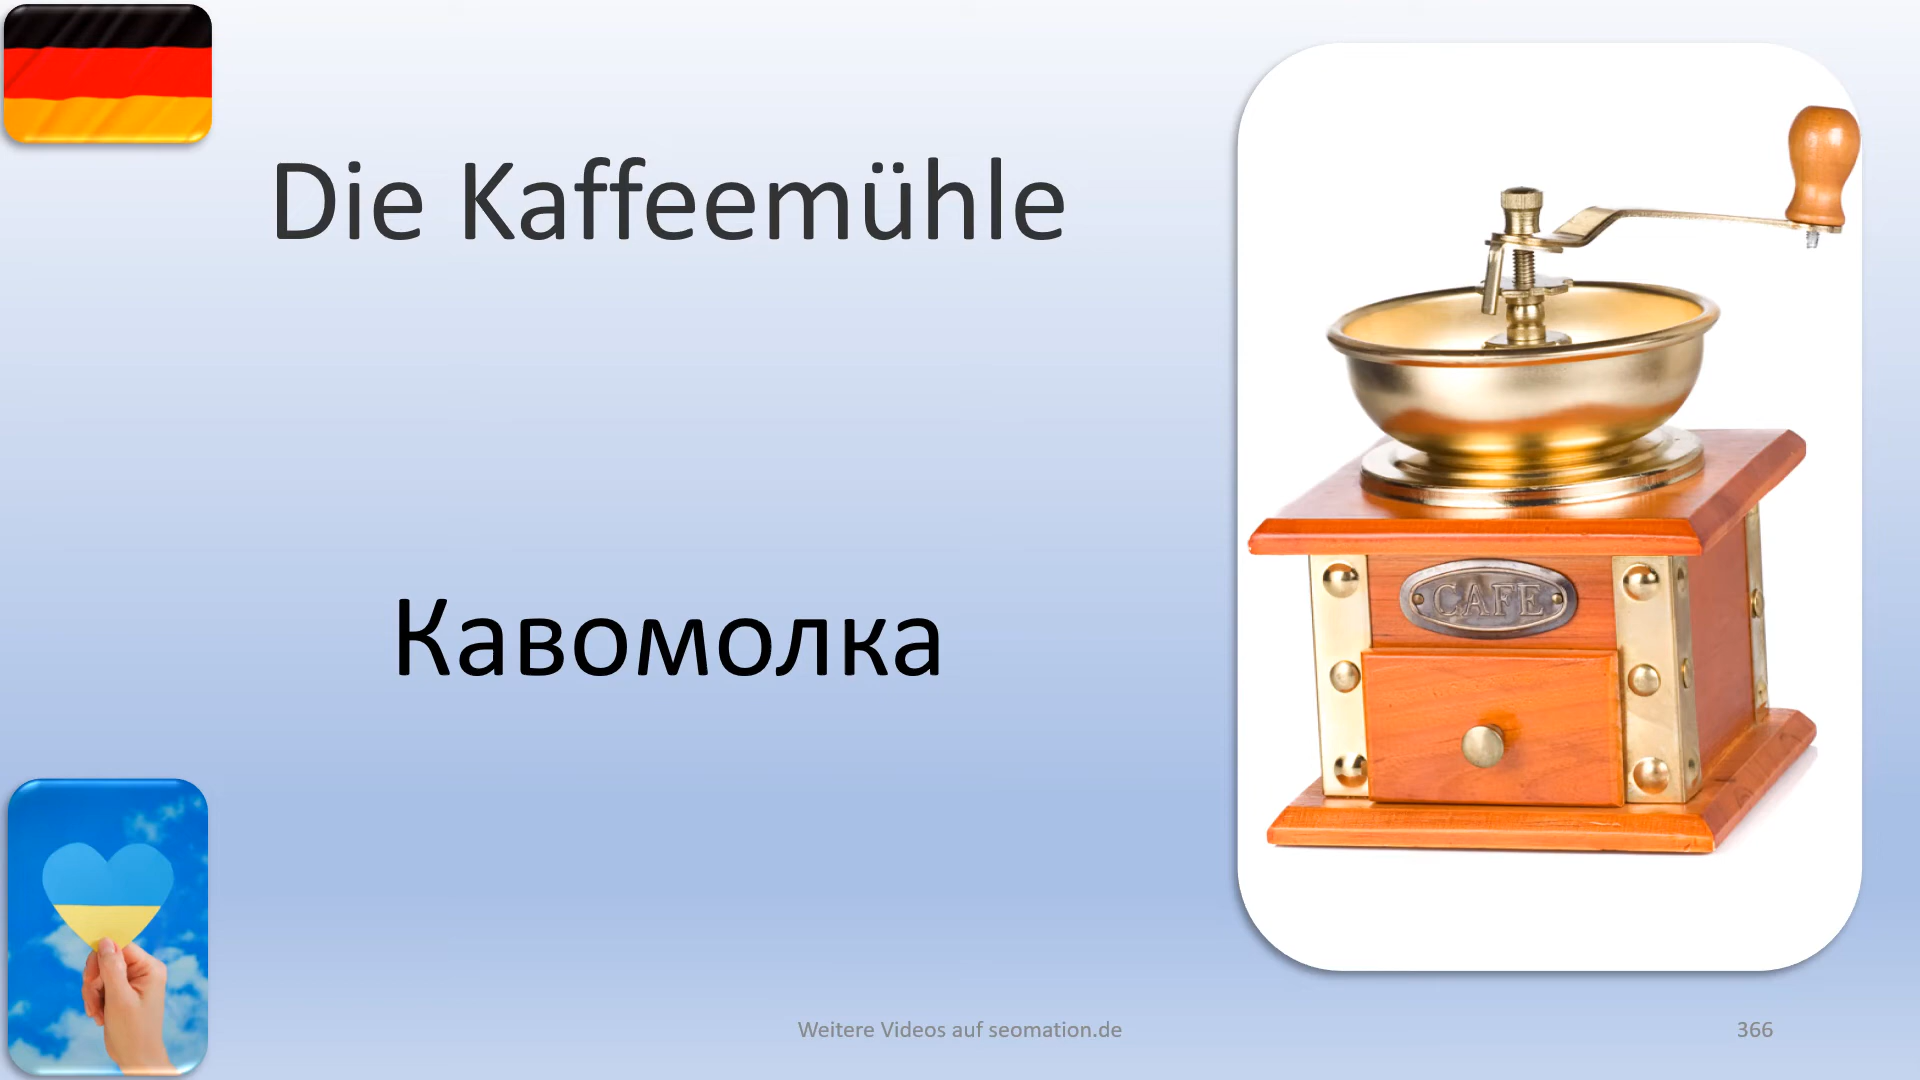 Die Kaffeemühle
Кавомолка
CAFE
Weitere Videos auf seomation.de
366